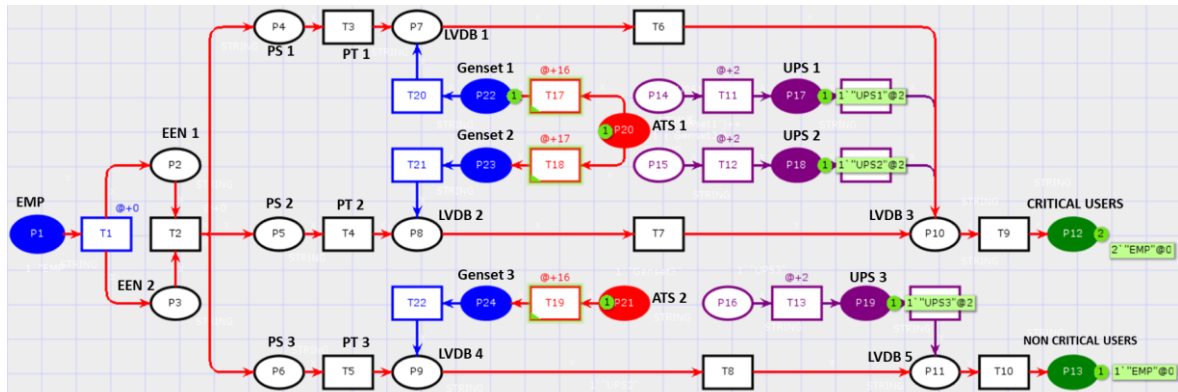 P4
T3
P7
T6
LVDB 1
PS 1
PT 1
Genset 1
@+16
@+2
UPS 1
T20
P22
1
T17
P14
T11
P17
1
1`"UPS1"@2
EEN 1
Genset 2
@+17
1
P20
ATS 1
@+2
UPS 2
P2
T21
P23
T18
P15
T12
P18
1
1`"UPS2"@2
EMP
@+0
PS 2
PT 2
LVDB 2
LVDB 3
CRITICAL USERS
P1
T1
T2
P5
T4
P8
T7
P10
T9
P12
2
2`"EMP"@0
EEN 2
Genset 3
@+16
ATS 2
@+2
UPS 3
P3
T22
P24
T19
1
P21
P16
T13
P19
1
1`"UPS3"@2
PS 3
PT 3
LVDB 4
LVDB 5
NON CRITICAL USERS
P6
T5
P9
T8
P11
T10
P13
1
1`"EMP"@0